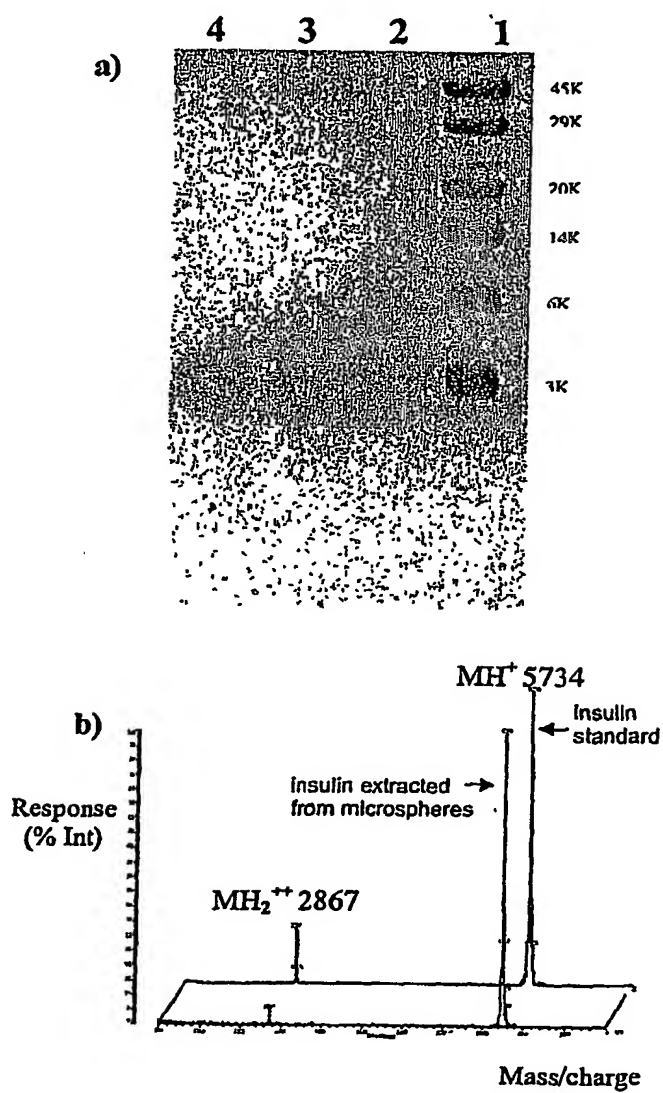 4 3 2 1
a)
45K
29K
20K
14K
6K
3K
MH⁺ 5734
b)
Insulin
standard
Insulin extracted
from microspheres
Response
(% Int)
MH₂⁺⁺ 2867
Mass/charge